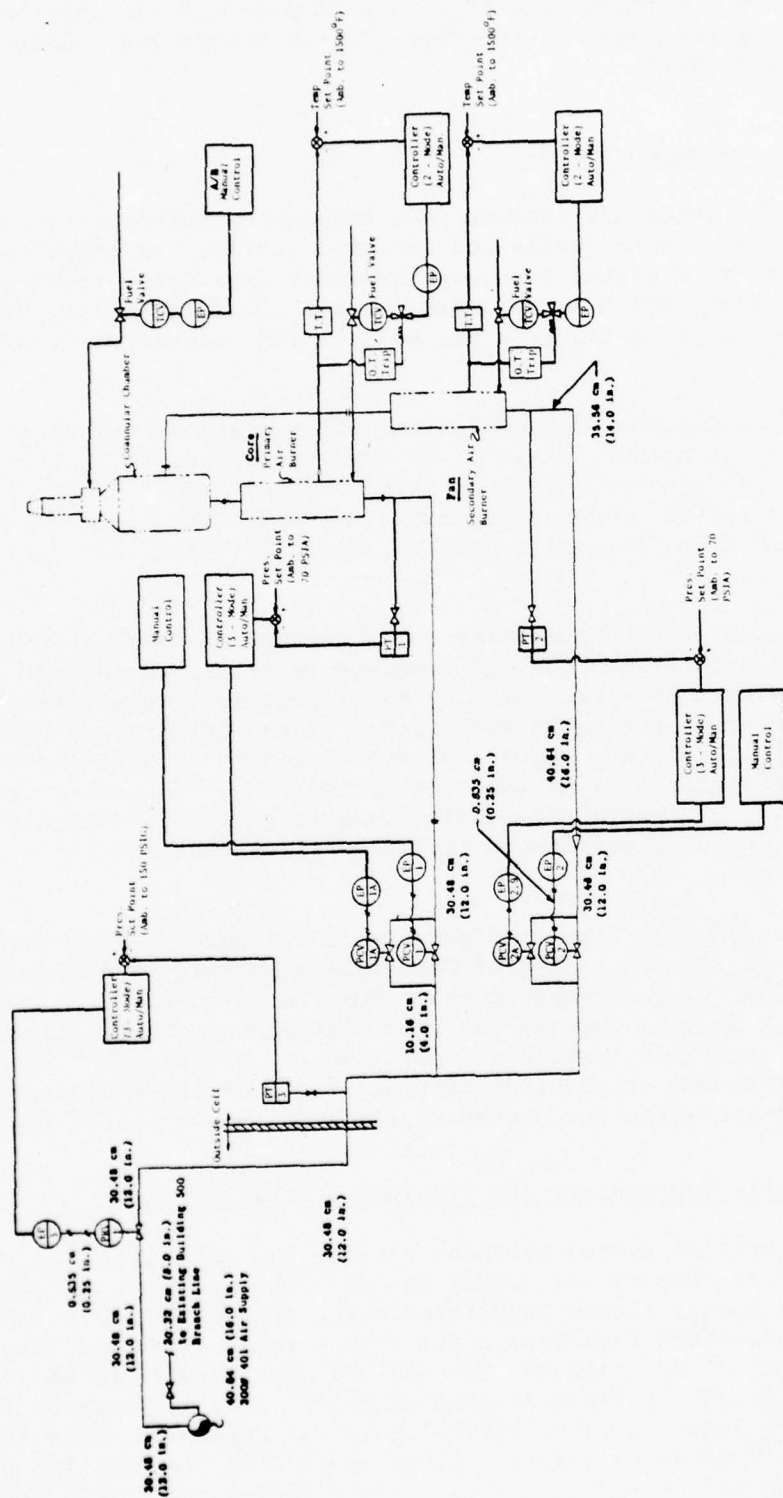 Temp
Set Point
(Amb. to 1500°F)
Temp
Set Point
(Amb. to 1500°F)
A/B
Manual
Control
Controller
(2 - Mode)
Auto/Man
Controller
(2 - Mode)
Auto/Man
Fuel
Valve
TCV
EP
Fuel Valve
TCV
EP
Fuel
Valve
TCV
EP
T.T.
T.T.
O.T.
Trip
O.T.
Trip
Coannular Chamber
Core
Primary
Air
Burner
Fan
Secondary Air
Burner
35.56 cm
(14.0 in.)
Manual
Control
Controller
(3 - Mode)
Auto/Man
Pres.
Set Point
(Amb. to
70 PSIA)
PT
1
PT
2
Pres.
Set Point
(Amb. to 70
PSIA)
Controller
(3 - Mode)
Auto/Man
Manual
Control
40.64 cm
(16.0 in.)
0.635 cm
(0.25 in.)
EP
1A
EP
1
PCV
1A
PCV
1
30.48 cm
(12.0 in.)
10.16 cm
(4.0 in.)
EP
EP
2
PCV
2A
PCV
2
30.48 cm
(12.0 in.)
Pres.
Set Point
(Amb. to 150 PSIG)
Controller
(3 - Mode)
Auto/Man
PT
3
Outside Cell
EP
3
0.635 cm
(0.25 in.)
30.48 cm
(12.0 in.)
30.48 cm
(12.0 in.)
30.48 cm
(12.0 in.)
30.48 cm
(12.0 in.)
20.32 cm (8.0 in.)
to Existing Building 500
Branch Line
40.64 cm (16.0 in.)
300# 401 Air Supply